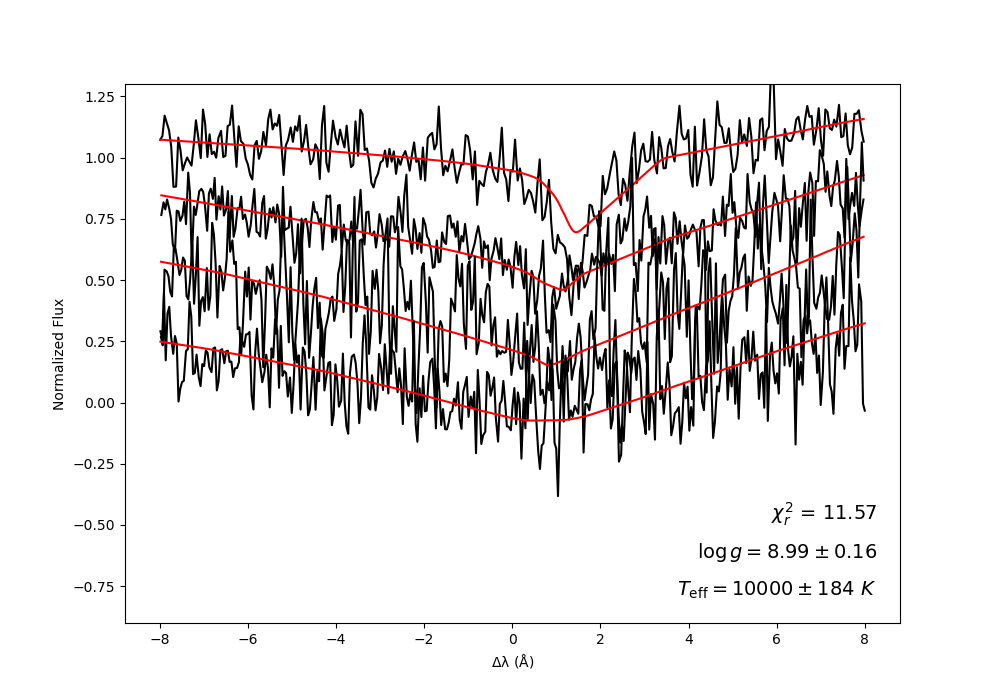 1.25
1.00
0.75
0.50
0.25
0.00
−0.25
−0.50
−0.75
Normalized Flux
χ_r^2 = 11.57
log g = 8.99 ± 0.16
T_eff = 10000 ± 184 K
−8 −6 −4 −2 0 2 4 6 8
Δλ (Å)